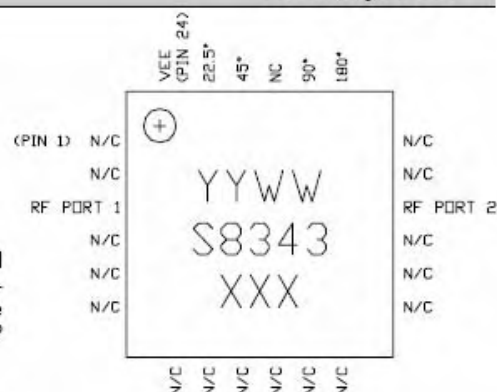 VEE
(PIN 24)
22.5°
45°
NC
90°
180°
(PIN 1) N/C
N/C
RF PORT 1
N/C
N/C
N/C
YYWW
S8343
XXX
N/C
N/C
RF PORT 2
N/C
N/C
N/C
N/C
N/C
N/C
N/C
N/C
N/C